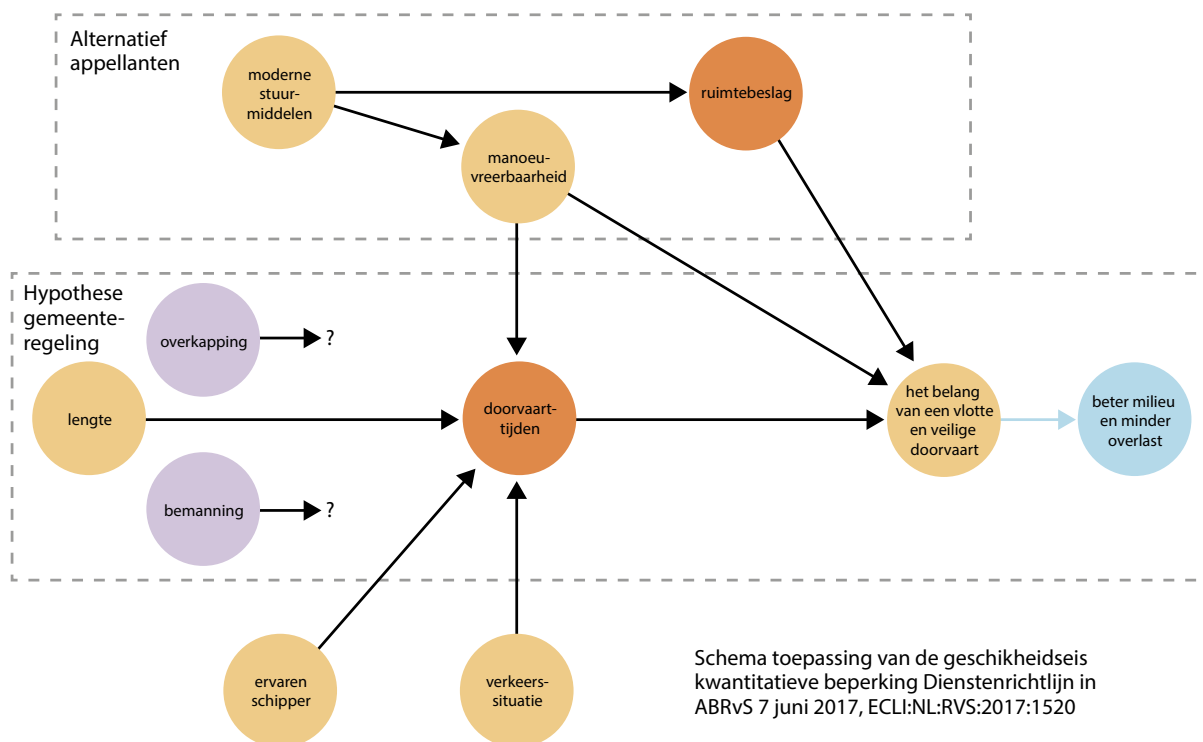 Alternatief
appellanten
moderne
stuur-
middelen
ruimtebeslag
manoeu-
vreerbaarheid
Hypothese
gemeente-
regeling
overkapping
?
lengte
doorvaart-
tijden
het belang
van een vlotte
en veilige
doorvaart
beter milieu
en minder
overlast
bemanning
?
ervaren
schipper
verkeers-
situatie
Schema toepassing van de geschikheidseis
kwantitatieve beperking Dienstenrichtlijn in
ABRvS 7 juni 2017, ECLI:NL:RVS:2017:1520